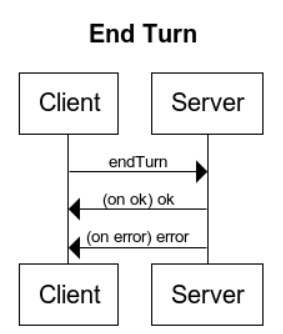 End Turn
Client Server
endTurn
(on ok) ok
(on error) error
Client Server